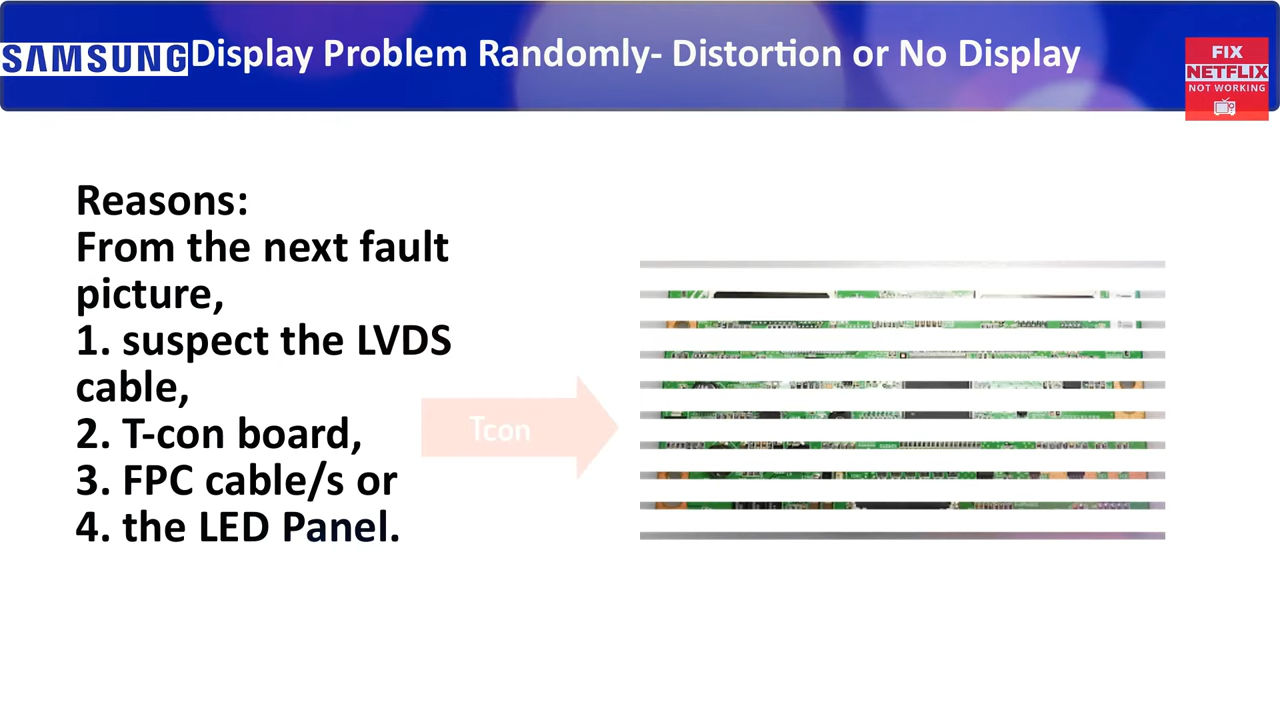 SAMSUNG Display Problem Randomly- Distortion or No Display
FIX
NETFLIX
NOT WORKING
Reasons:
From the next fault
picture,
1. suspect the LVDS
cable,
2. T-con board,
3. FPC cable/s or
4. the LED Panel.
Tcon